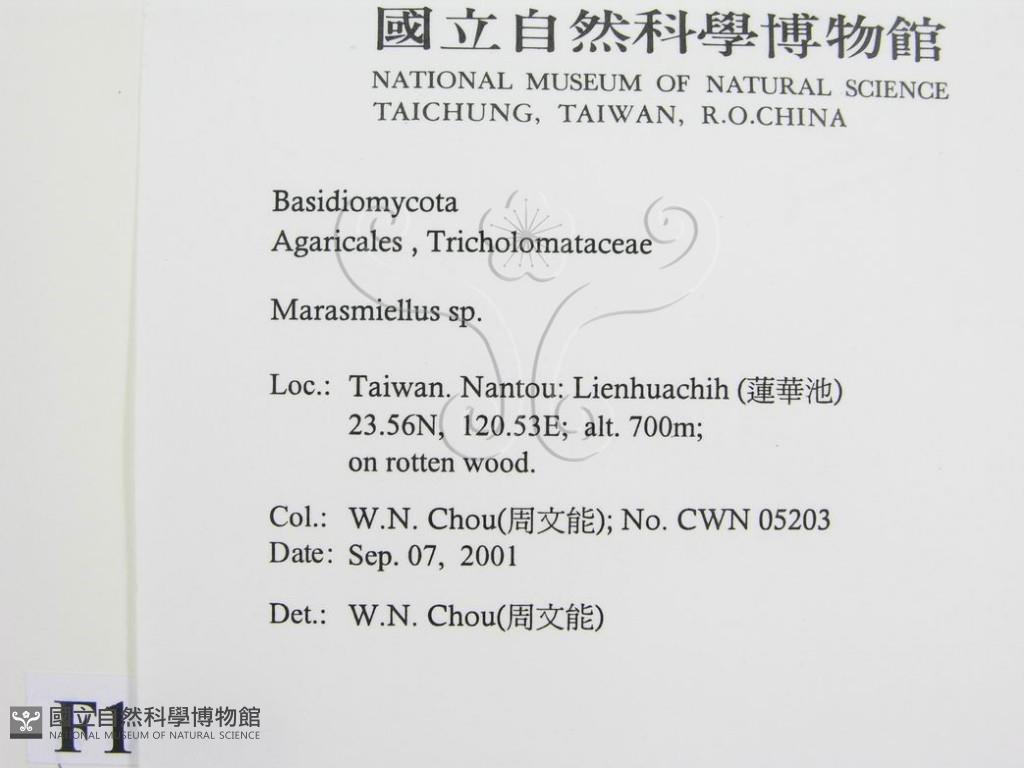 國立自然科學博物館
NATIONAL MUSEUM OF NATURAL SCIENCE
TAICHUNG, TAIWAN, R.O.CHINA
Basidiomycota
Agaricales , Tricholomataceae
Marasmiellus sp.
Loc.: Taiwan. Nantou: Lienhuachih (蓮華池)
23.56N, 120.53E; alt. 700m;
on rotten wood.
Col.: W.N. Chou(周文能); No. CWN 05203
Date: Sep. 07, 2001
Det.: W.N. Chou(周文能)
F1
國立自然科學博物館
NATIONAL MUSEUM OF NATURAL SCIENCE